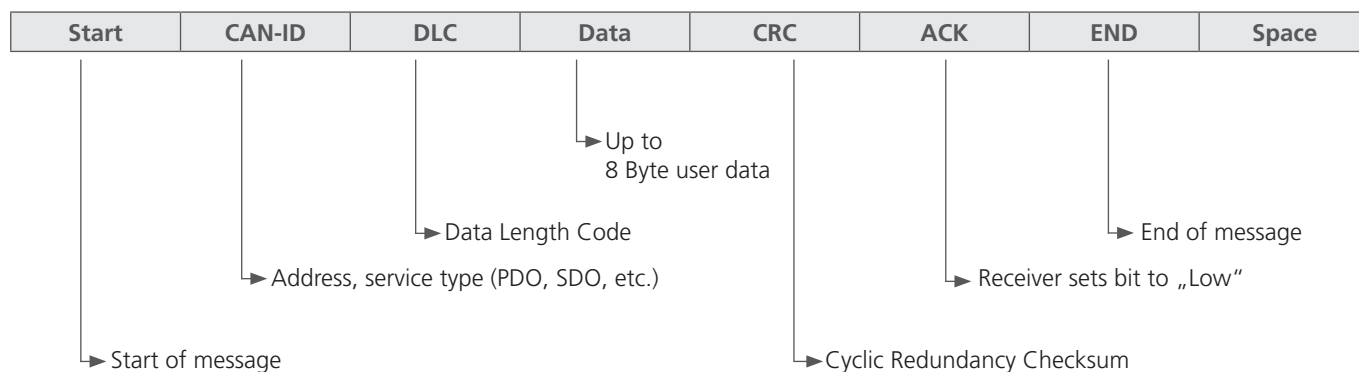 Start CAN-ID DLC Data CRC ACK END Space
Up to
8 Byte user data
Data Length Code
End of message
Address, service type (PDO, SDO, etc.)
Receiver sets bit to „Low“
Start of message
Cyclic Redundancy Checksum